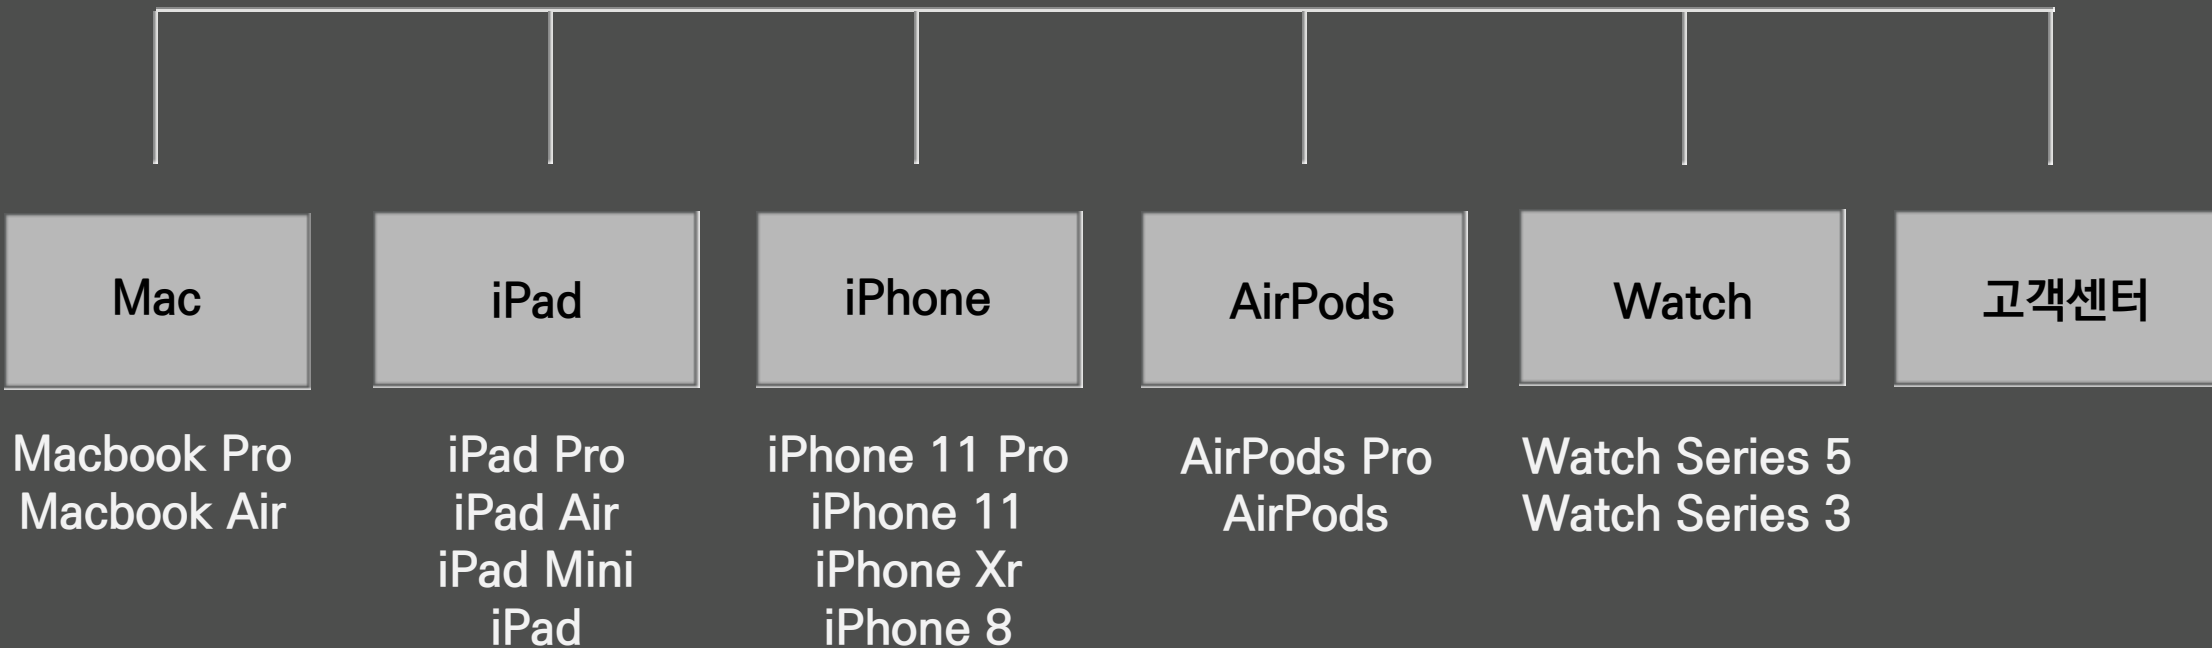 Mac
iPad
iPhone
AirPods
Watch
고객센터
Macbook Pro
Macbook Air
iPad Pro
iPad Air
iPad Mini
iPad
iPhone 11 Pro
iPhone 11
iPhone Xr
iPhone 8
AirPods Pro
AirPods
Watch Series 5
Watch Series 3